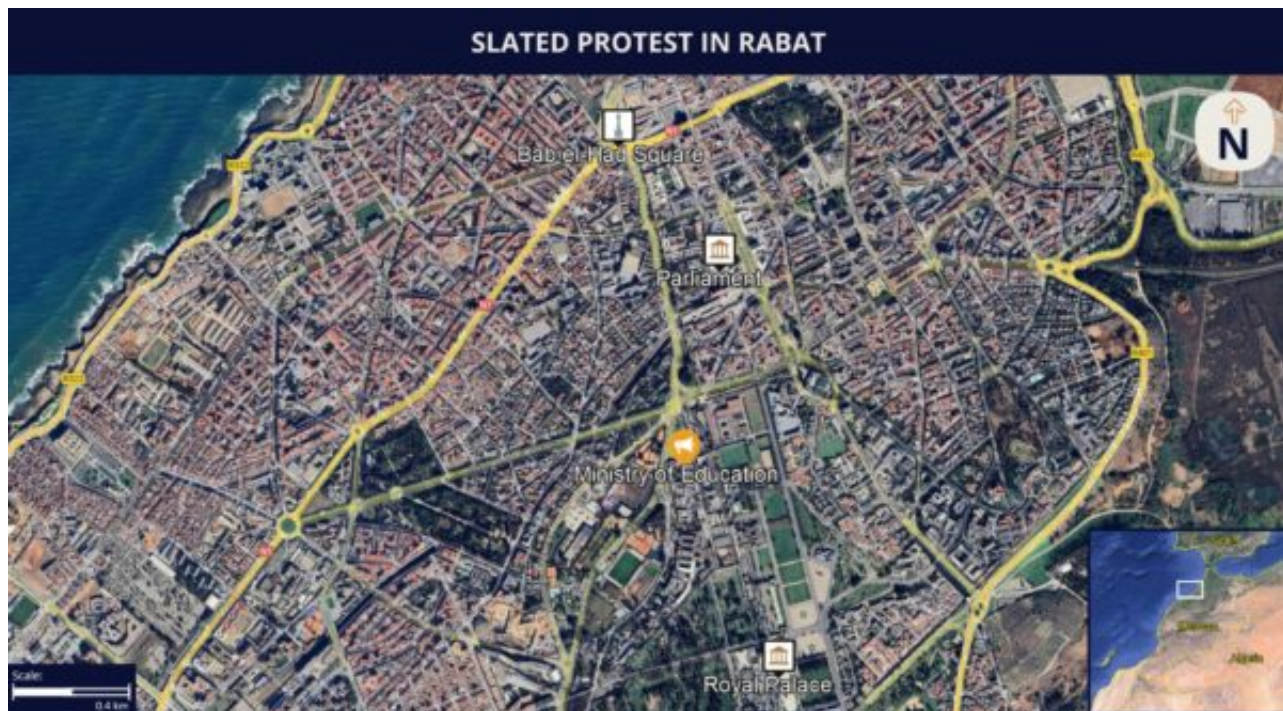 SLATED PROTEST IN RABAT
N
Bab el-Had Square
Parliament
Ministry of Education
Royal Palace
Scale:
0.4 km
Algeria